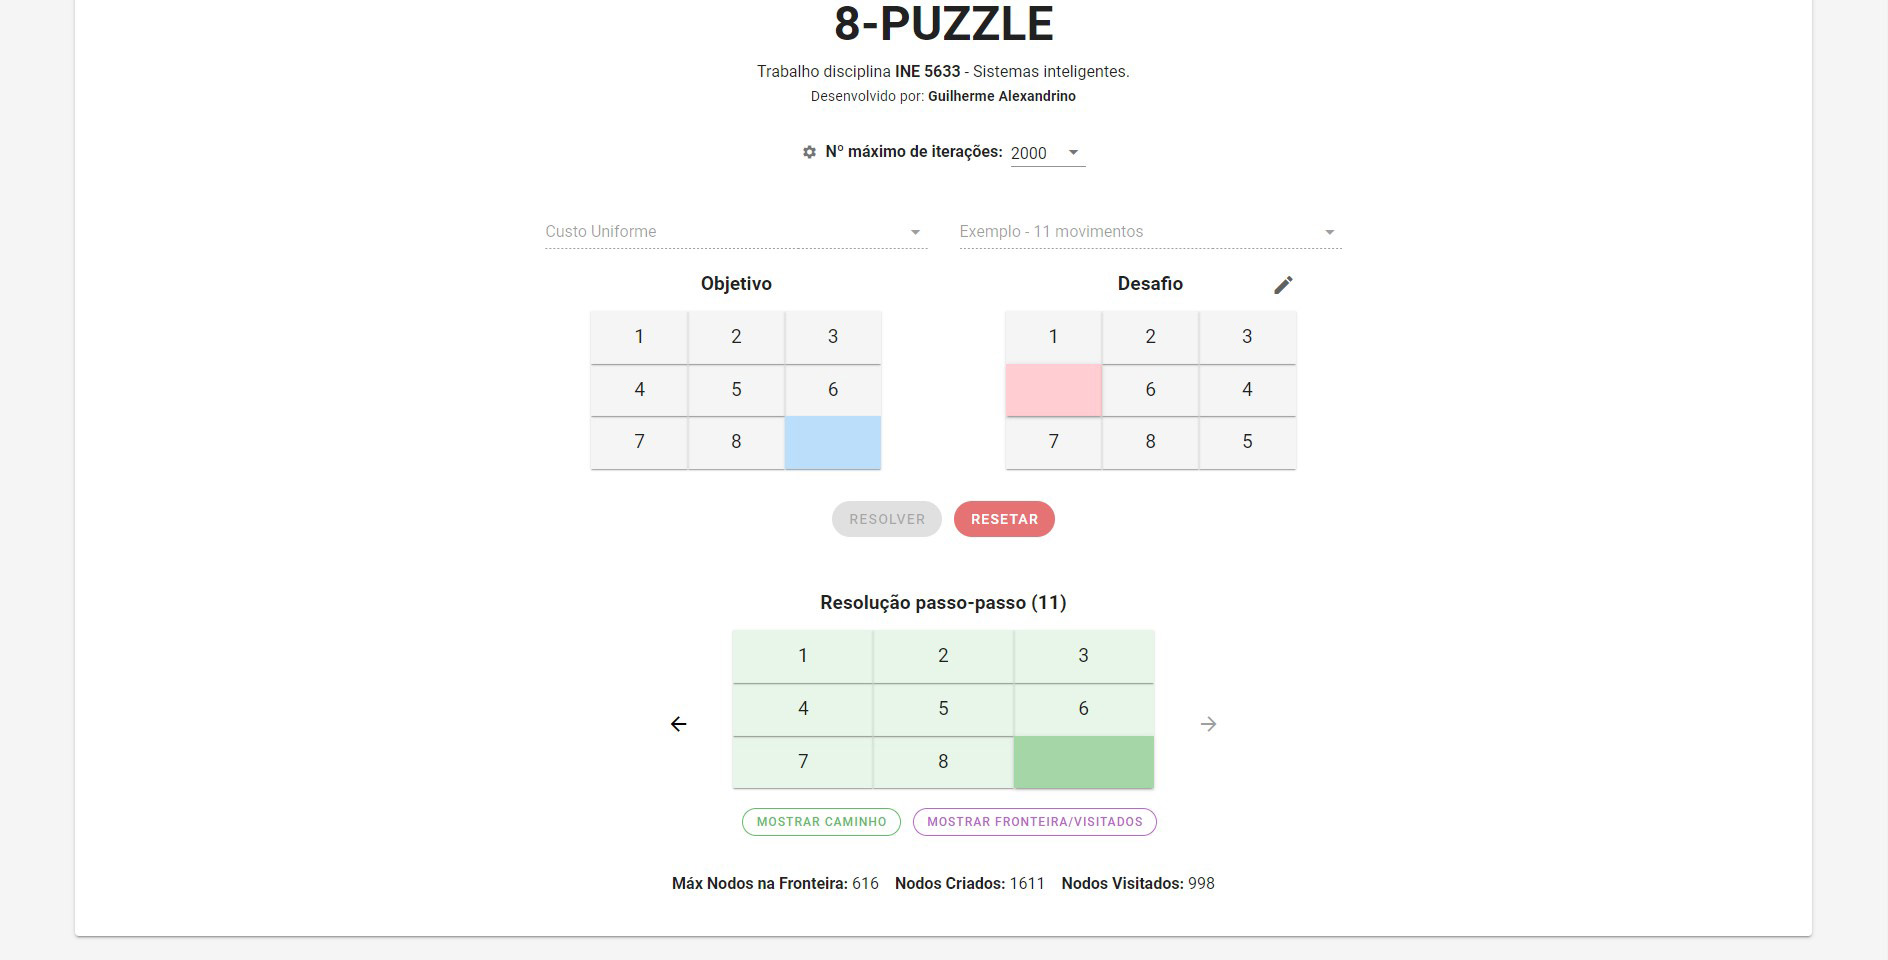 8-PUZZLE
Trabalho disciplina INE 5633 - Sistemas inteligentes.
Desenvolvido por: Guilherme Alexandrino
Nº máximo de iterações: 2000
Custo Uniforme
Exemplo - 11 movimentos
Objetivo
Desafio
1 2 3
1 2 3
4 5 6
6 4
7 8
7 8 5
RESOLVER RESETAR
Resolução passo-passo (11)
1 2 3
4 5 6
7 8
MOSTRAR CAMINHO MOSTRAR FRONTEIRA/VISITADOS
Máx Nodos na Fronteira: 616 Nodos Criados: 1611 Nodos Visitados: 998